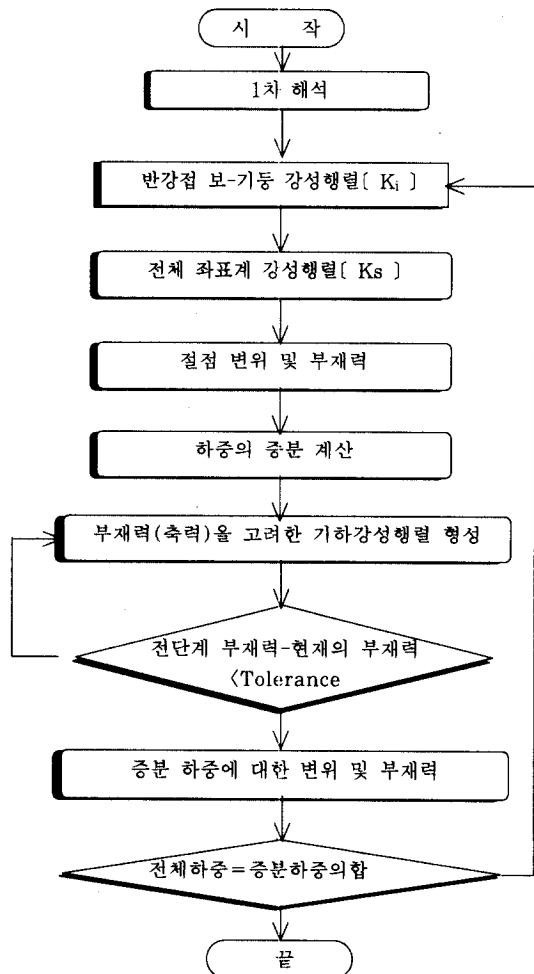 시 작
1차 해석
반강접 보-기둥 강성행렬[ Ki ]
전체 좌표계 강성행렬[ Ks ]
절점 변위 및 부재력
하중의 증분 계산
부재력(축력)을 고려한 기하강성행렬 형성
전단계 부재력-현재의 부재력
<Tolerance
증분 하중에 대한 변위 및 부재력
전체하중=증분하중의합
끝